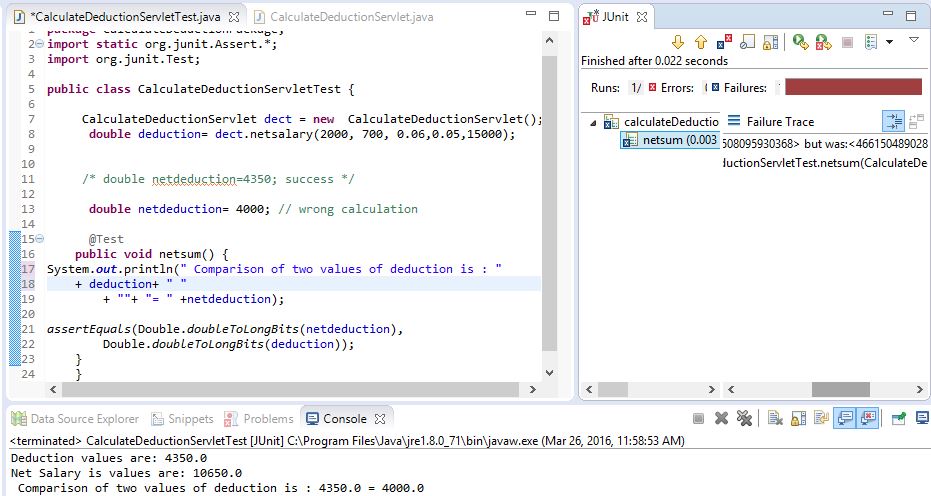 *CalculateDeductionServletTest.java
CalculateDeductionServlet.java
1 package CalculateDeductionPackage;
2 import static org.junit.Assert.*;
3 import org.junit.Test;
4
5 public class CalculateDeductionServletTest {
6
7 CalculateDeductionServlet dect = new  CalculateDeductionServlet();
8 double deduction= dect.netsalary(2000, 700, 0.06,0.05,15000);
9
10
11 /* double netdeduction=4350; success */
12
13 double netdeduction= 4000; // wrong calculation
14
15 @Test
16 public void netsum() {
17 System.out.println(" Comparison of two values of deduction is : "
18 + deduction+ " "
19 + ""+ "= " +netdeduction);
20
21 assertEquals(Double.doubleToLongBits(netdeduction),
22 Double.doubleToLongBits(deduction));
23 }
24 }
JUnit
Finished after 0.022 seconds
Runs: 1/ Errors: Failures:
calculateDeductio
netsum (0.003
Failure Trace
508095930368> but was:<466150489028
ductionServletTest.netsum(CalculateDe
Data Source Explorer Snippets Problems Console
<terminated> CalculateDeductionServletTest [JUnit] C:\Program Files\Java\jre1.8.0_71\bin\javaw.exe (Mar 26, 2016, 11:58:53 AM)
Deduction values are: 4350.0
Net Salary is values are: 10650.0
Comparison of two values of deduction is : 4350.0 = 4000.0